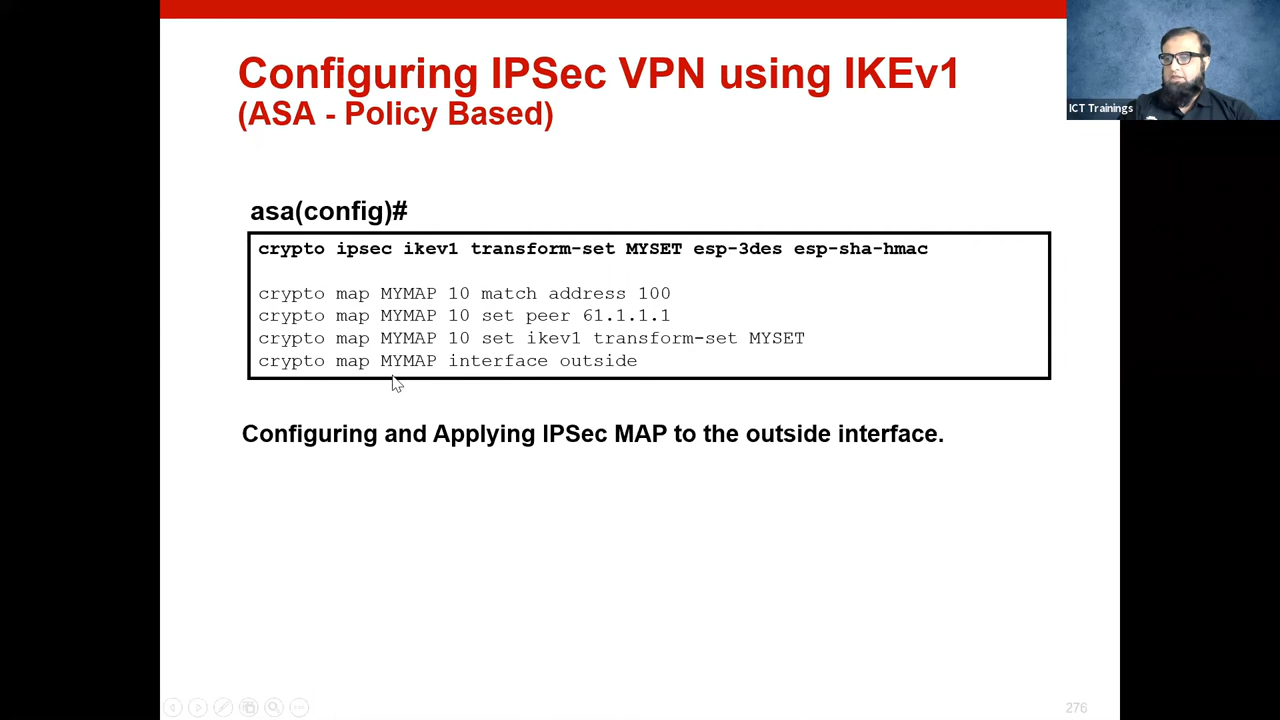 Configuring IPSec VPN using IKEv1
(ASA - Policy Based)
ICT Trainings
asa(config)#
crypto ipsec ikev1 transform-set MYSET esp-3des esp-sha-hmac
crypto map MYMAP 10 match address 100
crypto map MYMAP 10 set peer 61.1.1.1
crypto map MYMAP 10 set ikev1 transform-set MYSET
crypto map MYMAP interface outside
Configuring and Applying IPSec MAP to the outside interface.
276